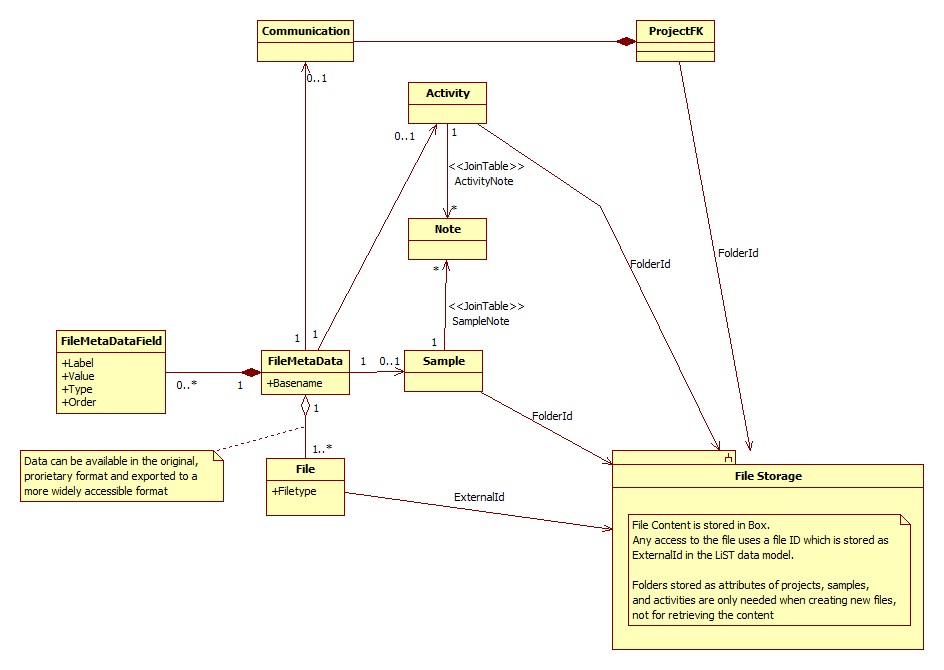 Communication
ProjectFK
0..1
Activity
0..1
1
<<JoinTable>>
ActivityNote
*
Note
FolderId
FolderId
*
<<JoinTable>>
SampleNote
1
1
1
FileMetaDataField
+Label
+Value
+Type
+Order
0..*
1
FileMetaData
+Basename
1
0..1
Sample
1
FolderId
1..*
Data can be available in the original,
prorietary format and exported to a
more widely accessible format
File
+Filetype
ExternalId
File Storage
File Content is stored in Box.
Any access to the file uses a file ID which is stored as
ExternalId in the LiST data model.
Folders stored as attributes of projects, samples,
and activities are only needed when creating new files,
not for retrieving the content